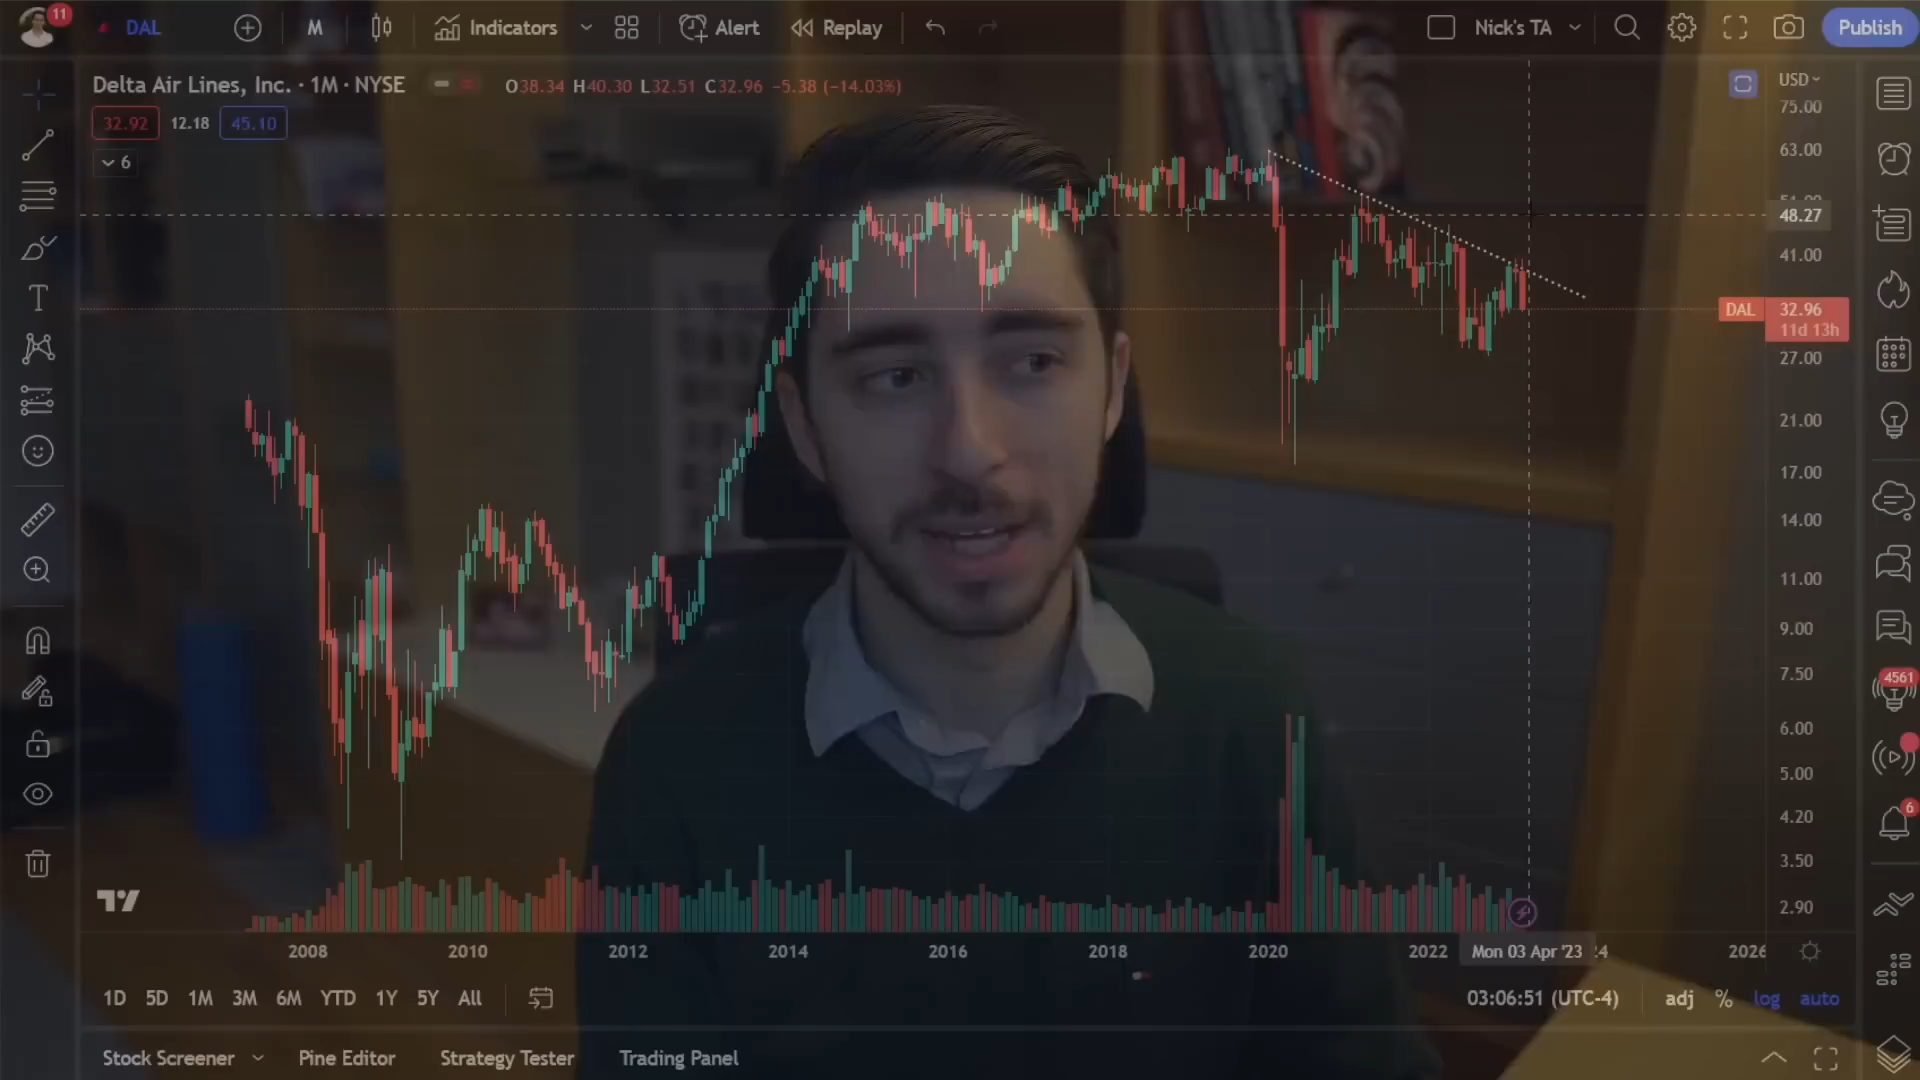 11
DAL
M
Indicators
Alert
Replay
Nick's TA
Publish
Delta Air Lines, Inc. · 1M · NYSE
O38.34 H40.30 L32.51 C32.96 −5.38 (−14.03%)
USD
32.92
12.18
45.10
6
75.00
63.00
48.27
41.00
DAL 32.96
11d 13h
27.00
21.00
17.00
14.00
11.00
9.00
7.50
6.00
5.00
4.20
3.50
2.90
4561
6
2008
2010
2012
2014
2016
2018
2020
2022
Mon 03 Apr '23
2026
1D
5D
1M
3M
6M
YTD
1Y
5Y
All
03:06:51 (UTC-4)
adj
%
log
auto
Stock Screener
Pine Editor
Strategy Tester
Trading Panel